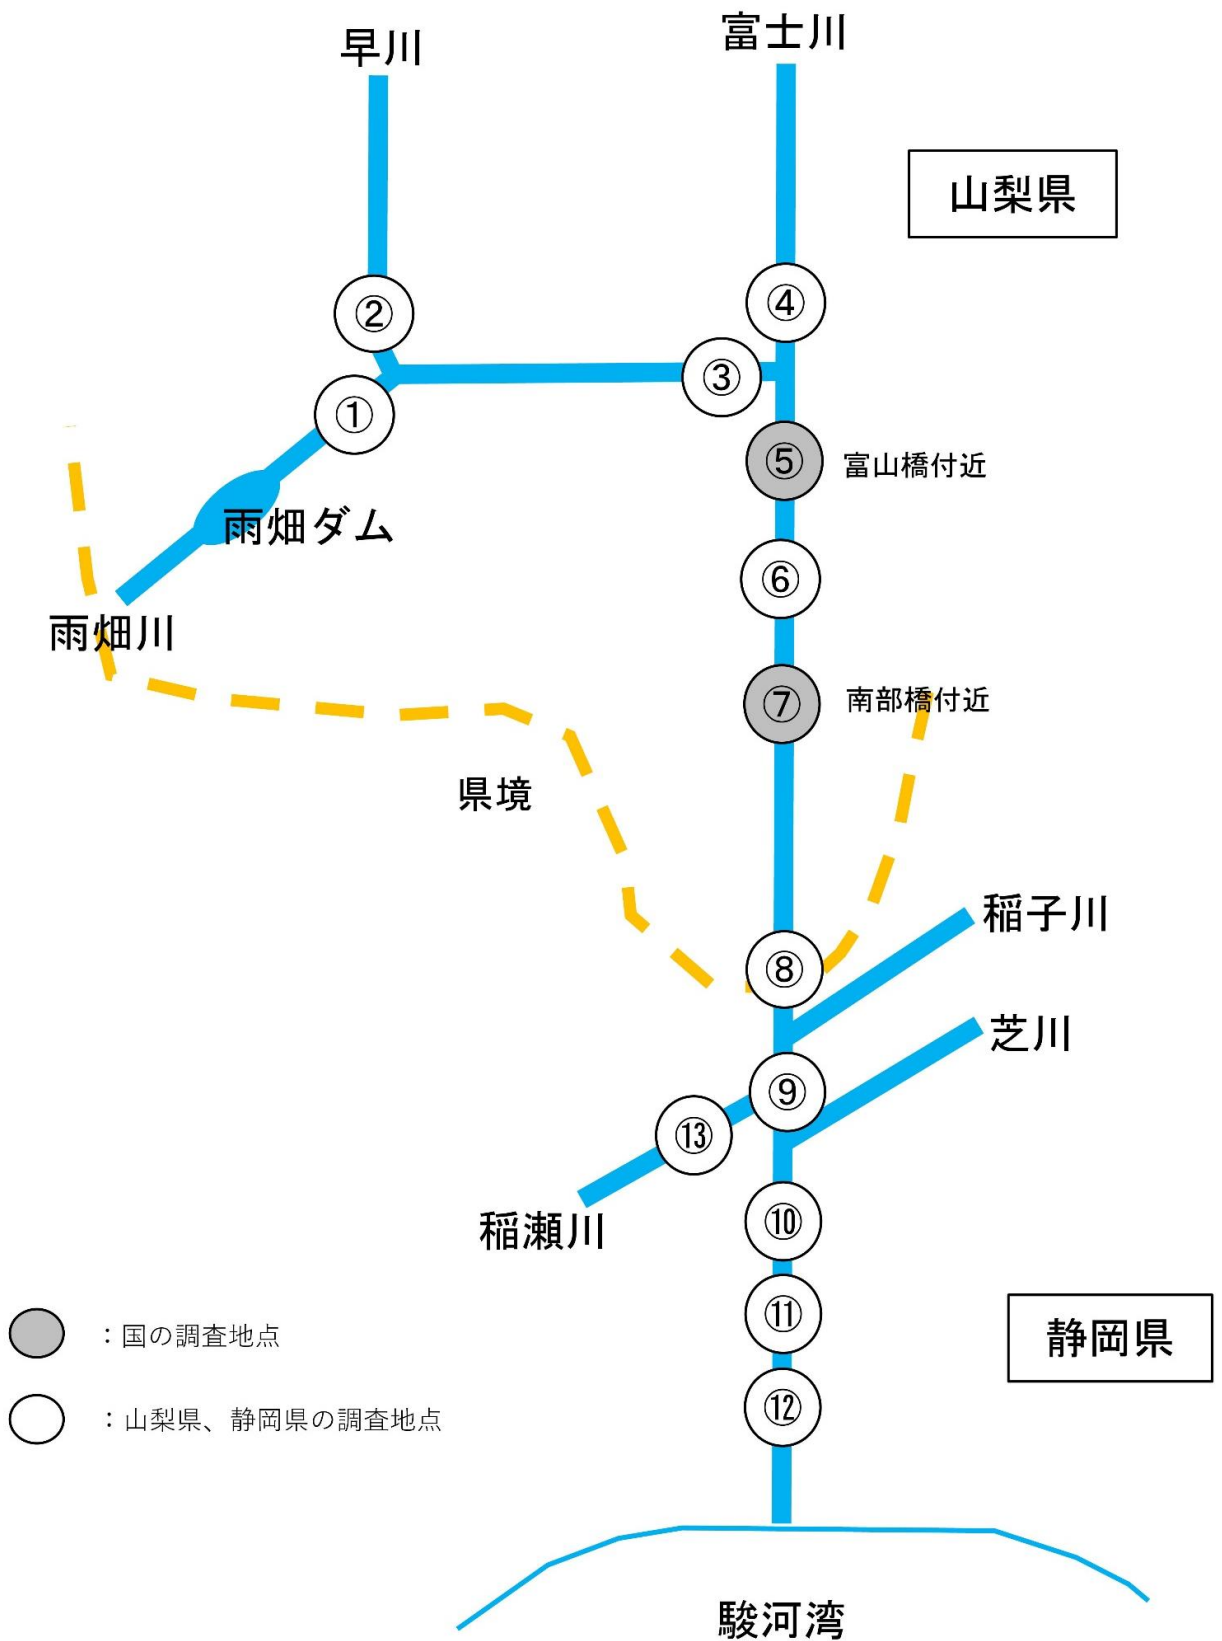 早川
富士川
山梨県
②
④
③
①
⑤
富山橋付近
雨畑ダム
⑥
雨畑川
⑦
南部橋付近
県境
稲子川
⑧
芝川
⑨
⑬
稲瀬川
⑩
⑪
静岡県
：国の調査地点
⑫
：山梨県、静岡県の調査地点
駿河湾